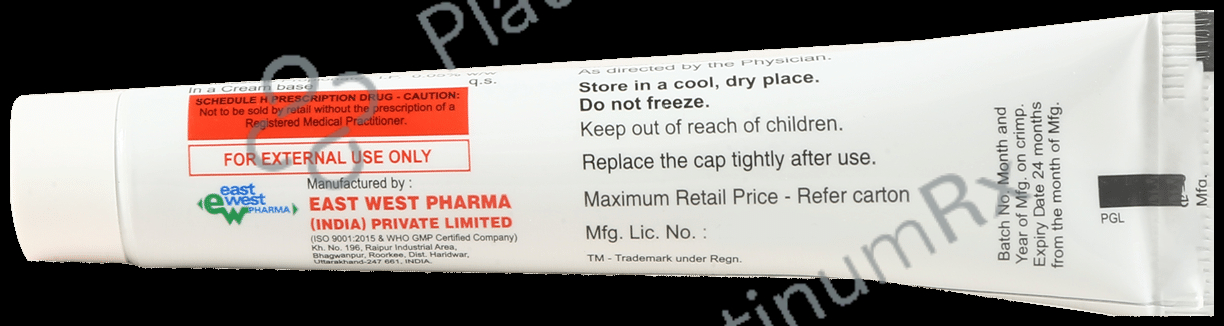 I.P. 0.05% w/w
In a Cream base q.s.
SCHEDULE H PRESCRIPTION DRUG - CAUTION:
Not to be sold by retail without the prescription of a
Registered Medical Practitioner.
FOR EXTERNAL USE ONLY
east
west
PHARMA
Manufactured by :
EAST WEST PHARMA
(INDIA) PRIVATE LIMITED
(ISO 9001:2015 & WHO GMP Certified Company)
Kh. No. 196, Raipur Industrial Area,
Bhagwanpur, Roorkee, Dist. Haridwar,
Uttarakhand-247 661, INDIA.
As directed by the Physician.
Store in a cool, dry place.
Do not freeze.
Keep out of reach of children.
Replace the cap tightly after use.
Maximum Retail Price - Refer carton
Mfg. Lic. No. :
TM - Trademark under Regn.
Batch No., Month and
Year of Mfg. on crimp.
Expiry Date 24 months
from the month of Mfg.
PGL
Mfg.
Plat
tinumRx